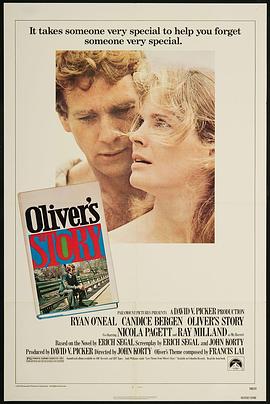 It takes someone very special to help you forget
someone very special.
Oliver's
STORY
PARAMOUNT PICTURES PRESENTS A DAVID V. PICKER PRODUCTION
RYAN O'NEAL CANDICE BERGEN OLIVER'S STORY
NICOLA PAGETT and RAY MILLAND
Based on the Novel by ERICH SEGAL Screenplay by ERICH SEGAL and JOHN KORTY
Produced by DAVID V. PICKER Directed by JOHN KORTY Oliver's Theme composed by FRANCIS LAI
PG